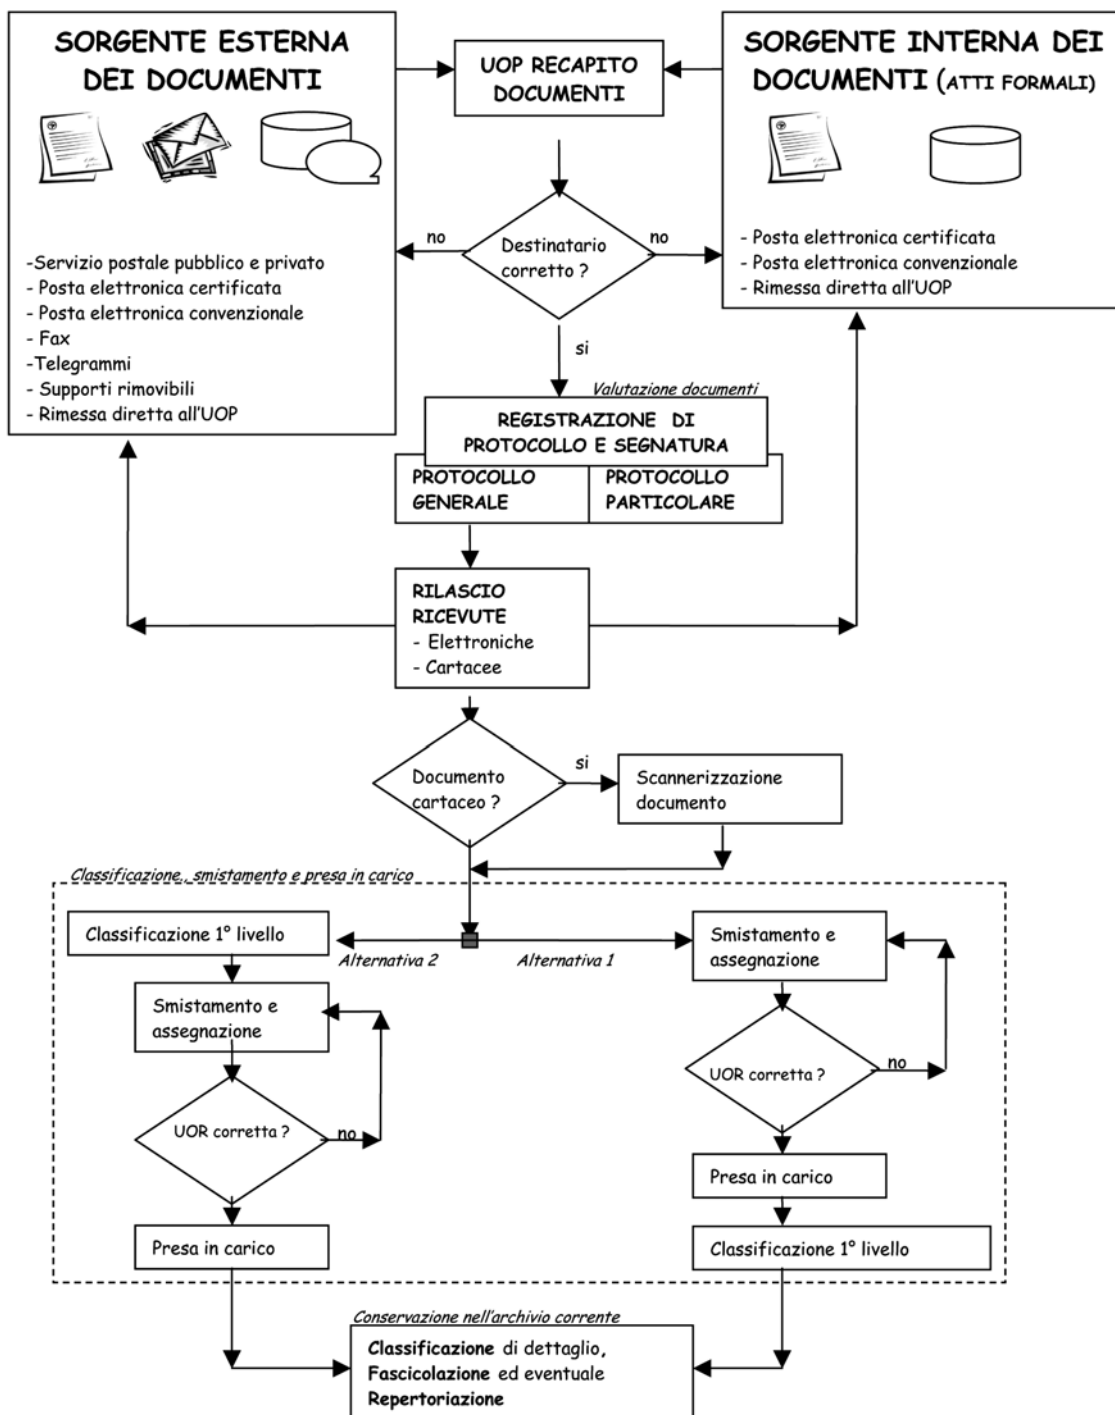 SORGENTE ESTERNA
DEI DOCUMENTI
-Servizio postale pubblico e privato
- Posta elettronica certificata
- Posta elettronica convenzionale
- Fax
-Telegrammi
- Supporti rimovibili
- Rimessa diretta all'UOP
UOP RECAPITO
DOCUMENTI
SORGENTE INTERNA DEI
DOCUMENTI (ATTI FORMALI)
- Posta elettronica certificata
- Posta elettronica convenzionale
- Rimessa diretta all'UOP
no
Destinatario
corretto ?
no
si
Valutazione documenti
REGISTRAZIONE DI
PROTOCOLLO E SEGNATURA
PROTOCOLLO
GENERALE
PROTOCOLLO
PARTICOLARE
RILASCIO
RICEVUTE
- Elettroniche
- Cartacee
Documento
cartaceo ?
si
Scannerizzazione
documento
Classificazione,, smistamento e presa in carico
Classificazione 1° livello
Alternativa 2
Alternativa 1
Smistamento e
assegnazione
Smistamento e
assegnazione
UOR corretta ?
no
UOR corretta ?
no
Presa in carico
Presa in carico
Classificazione 1° livello
Conservazione nell'archivio corrente
Classificazione di dettaglio,
Fascicolazione ed eventuale
Repertoriazione